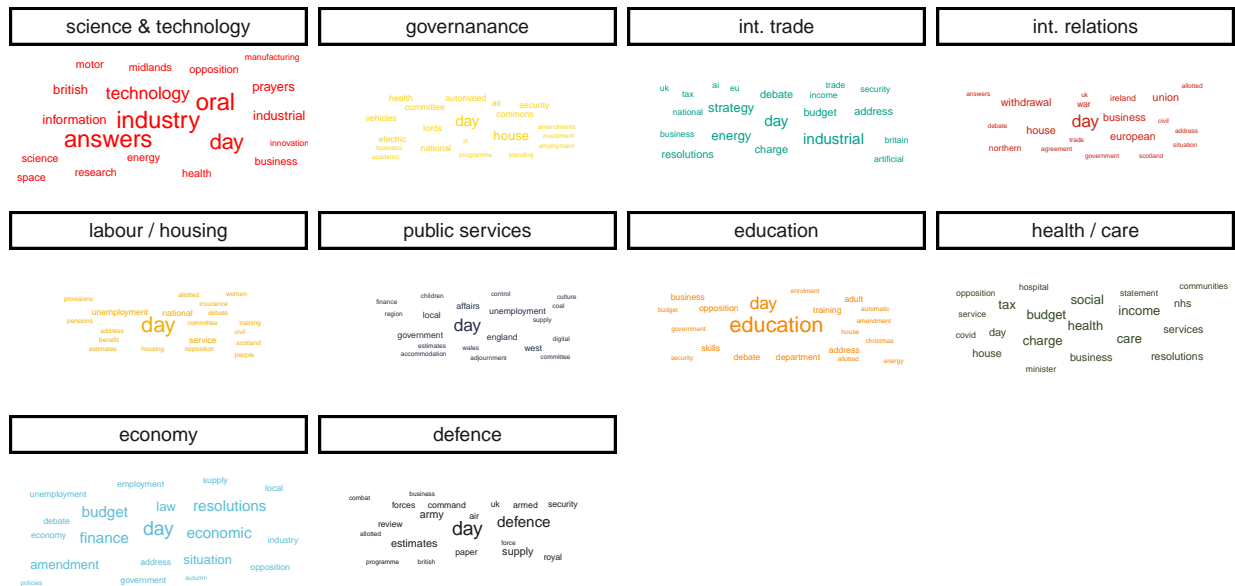 science & technology
governanance
int. trade
int. relations
motor midlands opposition manufacturing
british technology oral prayers
information industry industrial
answers day innovation
science energy business
space research health
health automated air security
committee commons
vehicles day
lords house amendments
electric e investment
business national employment
academic programme standing
uk tax ai eu debate trade income security
national strategy budget address
day
business energy industrial britain
resolutions charge artificial
answers uk ireland allotted
withdrawal war union
day business civil
debate house european address
trade situation
northern agreement government scotland
labour / housing
public services
education
health / care
provisions allotted women
insurance
unemployment national debate
pensions day committee training
address civil
benefit service scotland
estimates housing opposition people
finance children control culture
region affairs coal
local unemployment supply
day
government england digital
estimates wales west
accommodation adjournment committee
business enrolment adult
budget opposition day training automatic
education amendment
government house
skills address christmas
security debate department allotted energy
opposition hospital statement communities
service tax social income nhs
budget
covid day health services
charge care
house business resolutions
minister
economy
defence
unemployment employment supply local
budget law resolutions
debate day
economy finance economic industry
amendment address situation opposition
policies government autumn
combat business
forces command uk armed security
army air
review day defence
allotted force
estimates paper supply royal
programme british